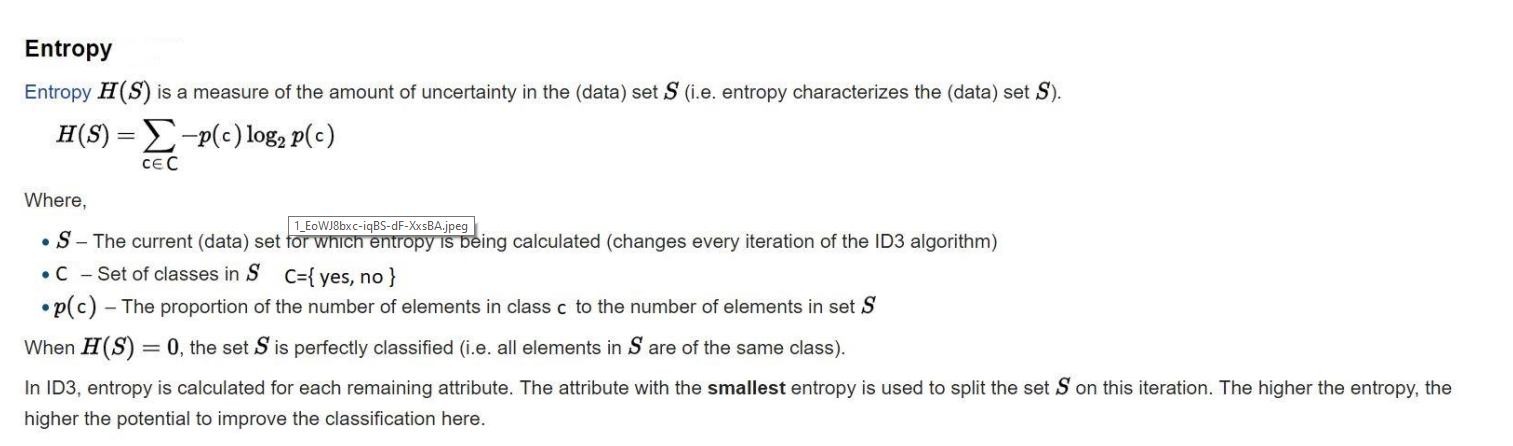 Entropy
Entropy H(S) is a measure of the amount of uncertainty in the (data) set S (i.e. entropy characterizes the (data) set S).
H(S) = ∑ −p(c) log₂ p(c)
c∈C
Where,
1_EoWJ8bxc-iqBS-dF-XxsBA.jpeg
• S – The current (data) set for which entropy is being calculated (changes every iteration of the ID3 algorithm)
• C – Set of classes in S C={ yes, no }
• p(c) – The proportion of the number of elements in class c to the number of elements in set S
When H(S) = 0, the set S is perfectly classified (i.e. all elements in S are of the same class).
In ID3, entropy is calculated for each remaining attribute. The attribute with the smallest entropy is used to split the set S on this iteration. The higher the entropy, the
higher the potential to improve the classification here.